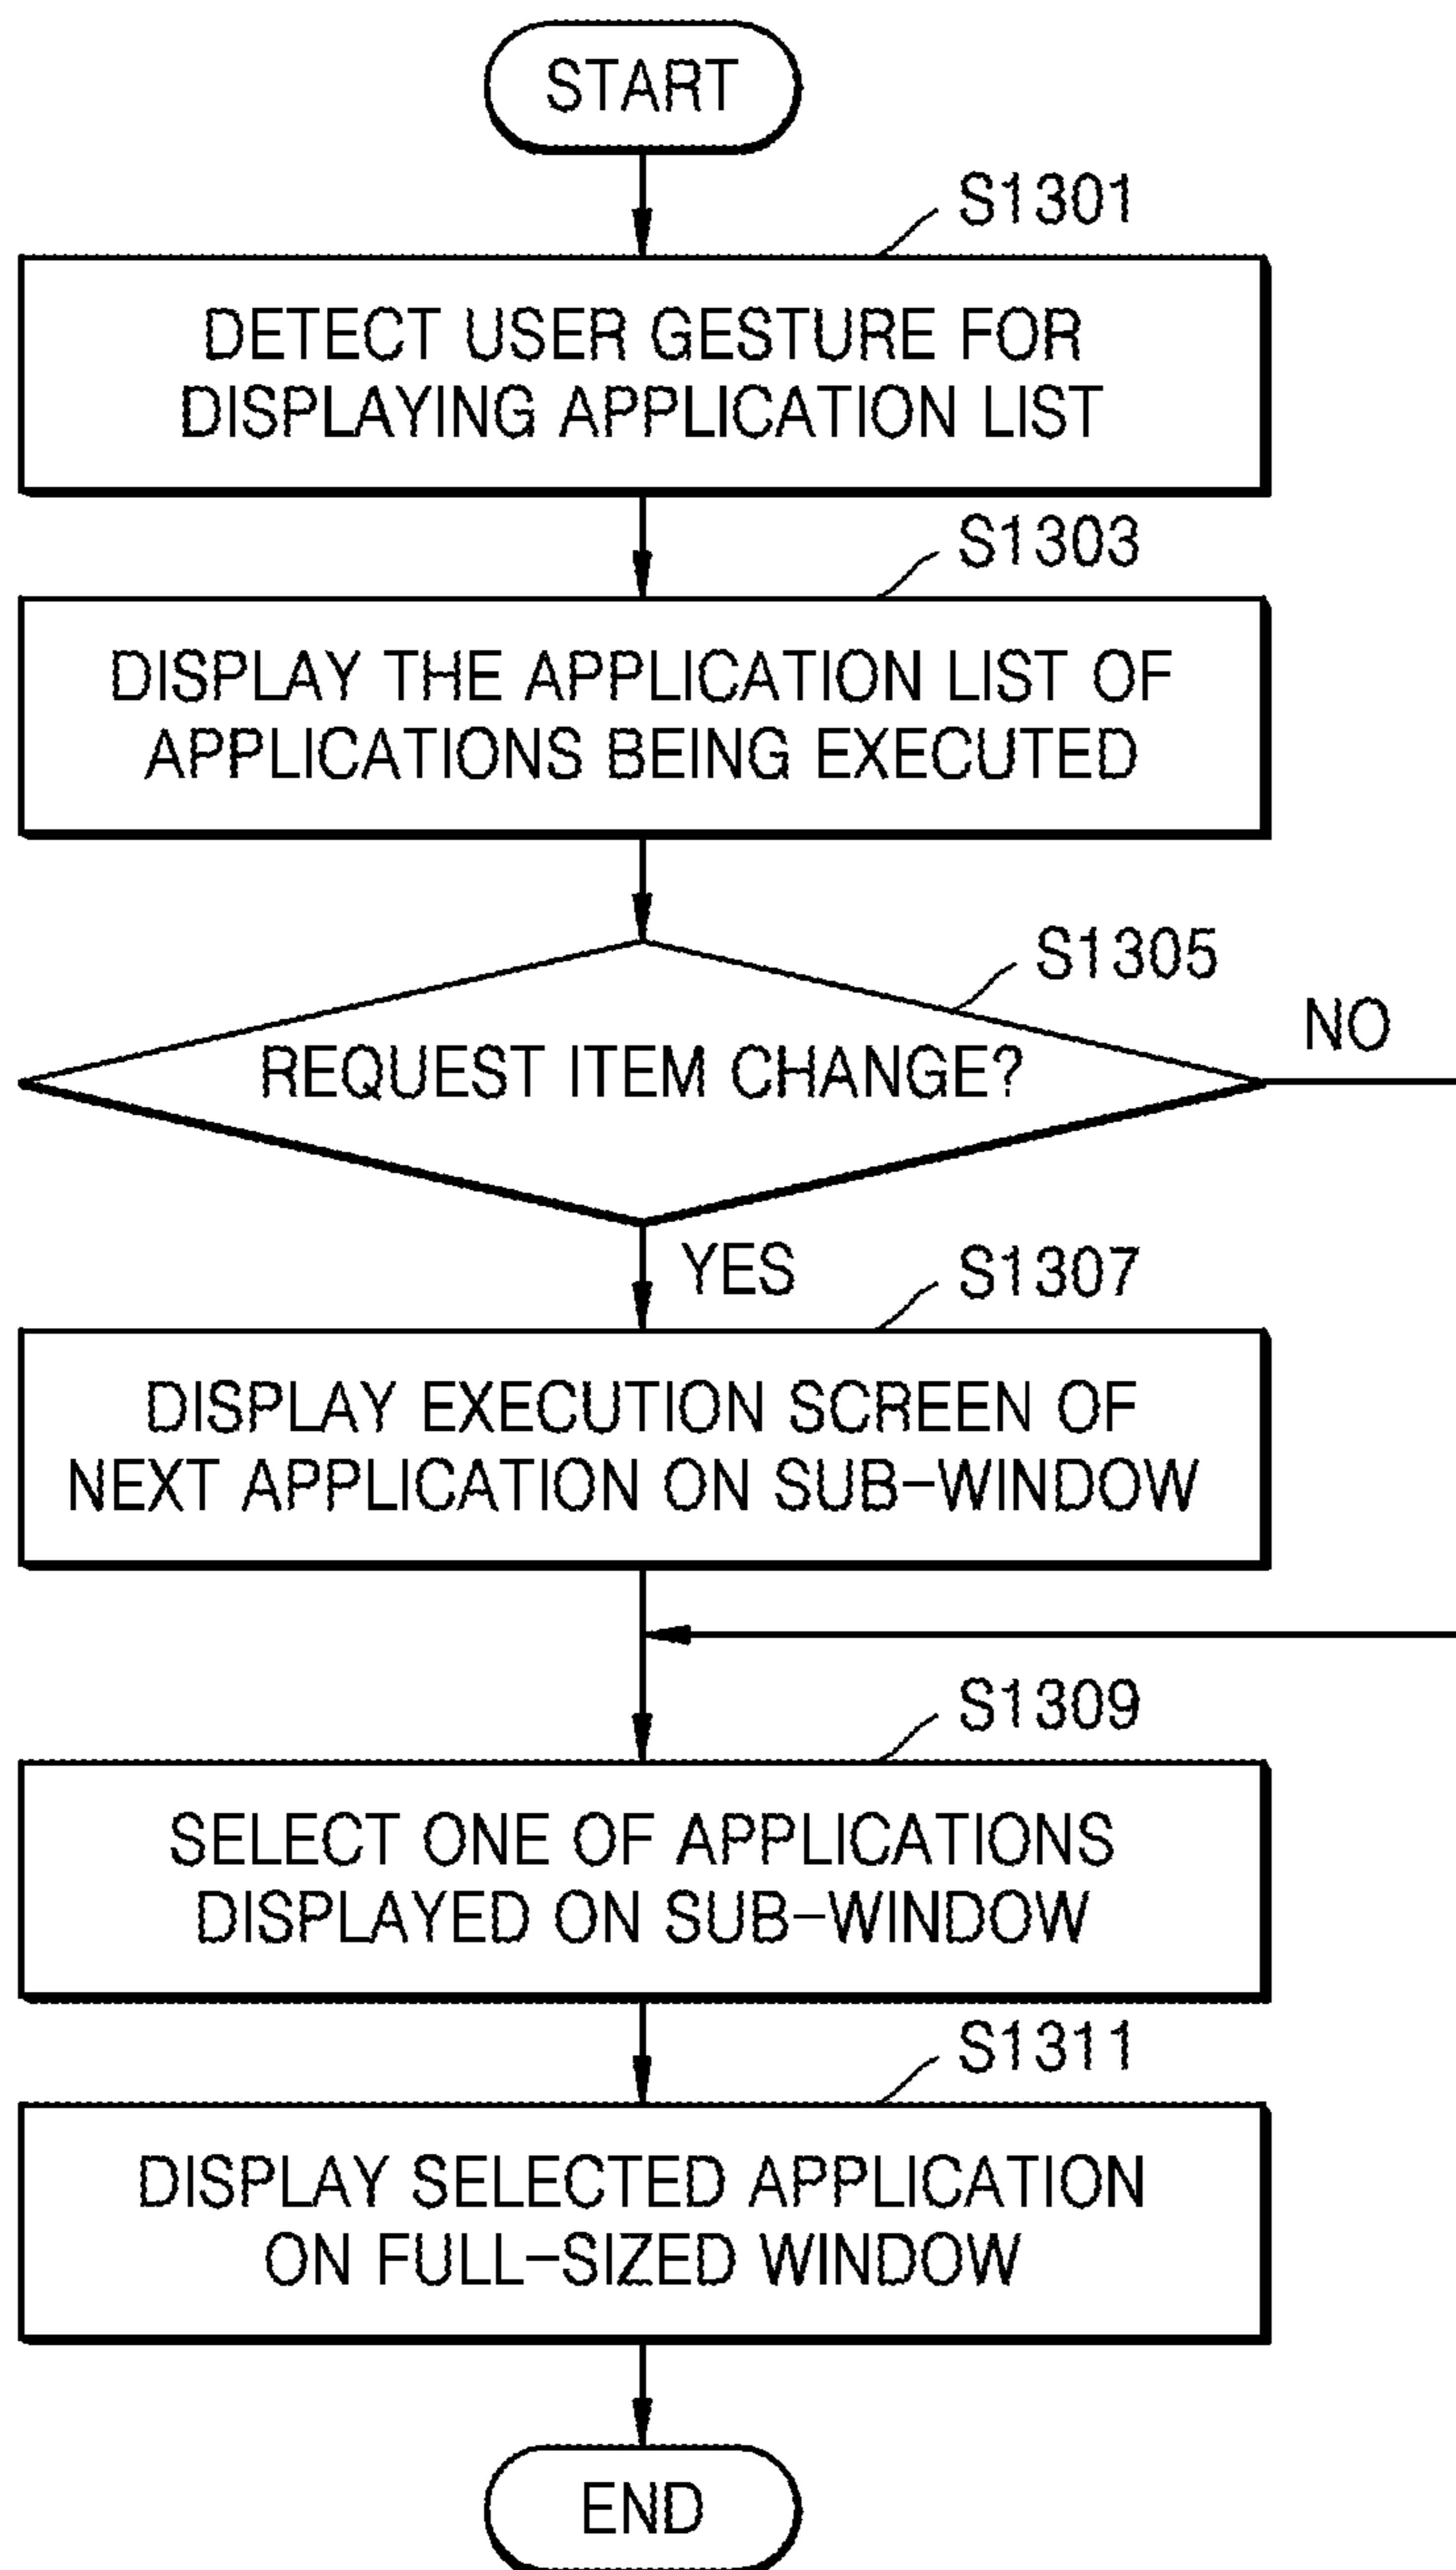 START
S1301
DETECT USER GESTURE FOR
DISPLAYING APPLICATION LIST
S1303
DISPLAY THE APPLICATION LIST OF
APPLICATIONS BEING EXECUTED
S1305
NO
REQUEST ITEM CHANGE?
YES
S1307
DISPLAY EXECUTION SCREEN OF
NEXT APPLICATION ON SUB-WINDOW
S1309
SELECT ONE OF APPLICATIONS
DISPLAYED ON SUB-WINDOW
S1311
DISPLAY SELECTED APPLICATION
ON FULL-SIZED WINDOW
END